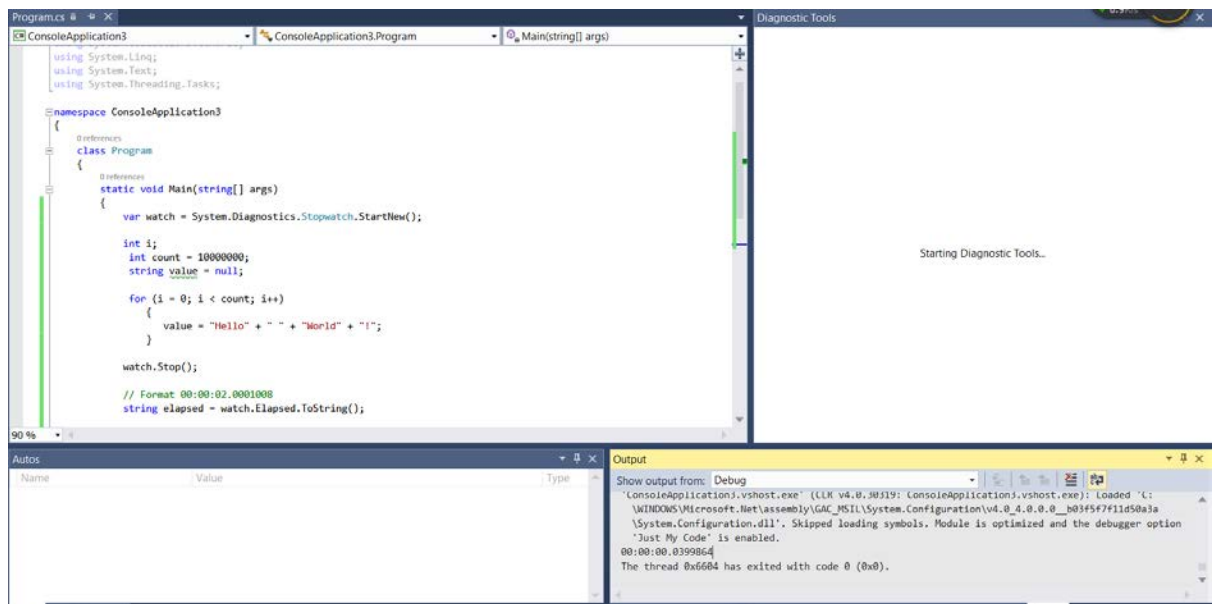 Program.cs
Diagnostic Tools
ConsoleApplication3
ConsoleApplication3.Program
Main(string[] args)
using System.Linq;
using System.Text;
using System.Threading.Tasks;
namespace ConsoleApplication3
{
0 references
class Program
{
0 references
static void Main(string[] args)
{
var watch = System.Diagnostics.Stopwatch.StartNew();
int i;
int count = 10000000;
string value = null;
for (i = 0; i < count; i++)
{
value = "Hello" + " " + "World" + "!";
}
watch.Stop();
// Format 00:00:02.0001008
string elapsed = watch.Elapsed.ToString();
Starting Diagnostic Tools...
90 %
Autos
Name Value Type
Output
Show output from: Debug
'ConsoleApplication3.vshost.exe' (CLR v4.0.30319: ConsoleApplication3.vshost.exe): Loaded 'C:
\WINDOWS\Microsoft.Net\assembly\GAC_MSIL\System.Configuration\v4.0_4.0.0.0__b03f5f7f11d50a3a
\System.Configuration.dll'. Skipped loading symbols. Module is optimized and the debugger option
'Just My Code' is enabled.
00:00:00.0399864
The thread 0x6604 has exited with code 0 (0x0).